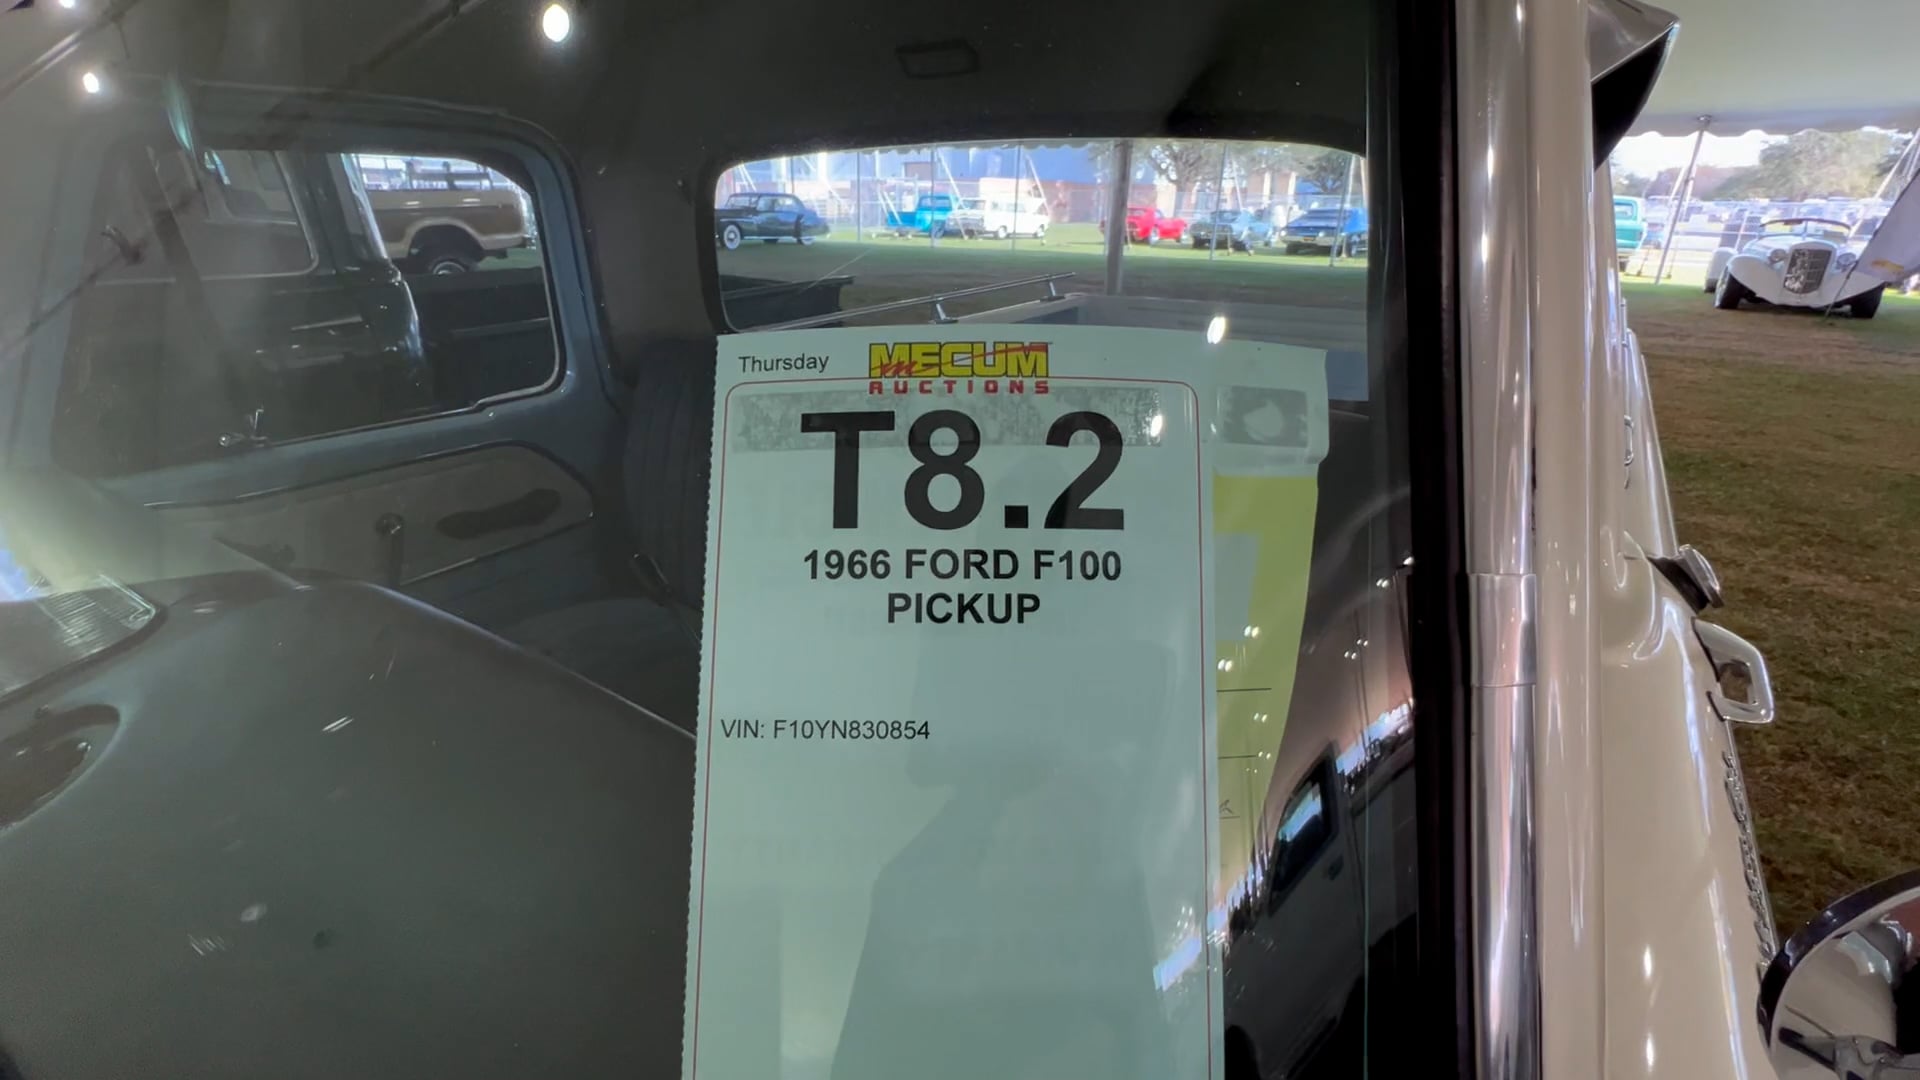 Thursday
MECUM
AUCTIONS
T8.2
1966 FORD F100
PICKUP
VIN: F10YN830854